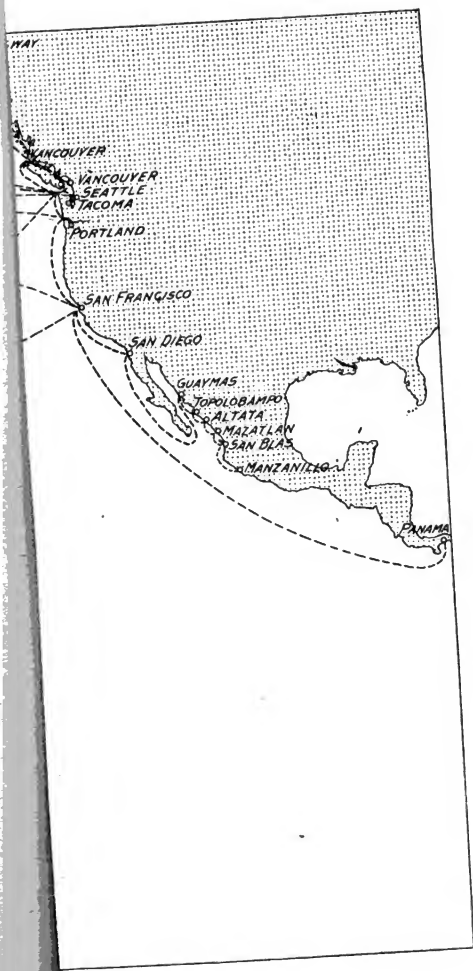 WAY
VANCOUVER
VANCOUVER
SEATTLE
TACOMA
PORTLAND
SAN FRANCISCO
SAN DIEGO
GUAYMAS
TOPOLOBAMPO
ALTATA
MAZATLAN
SAN BLAS
MANZANILLO
PANAMA